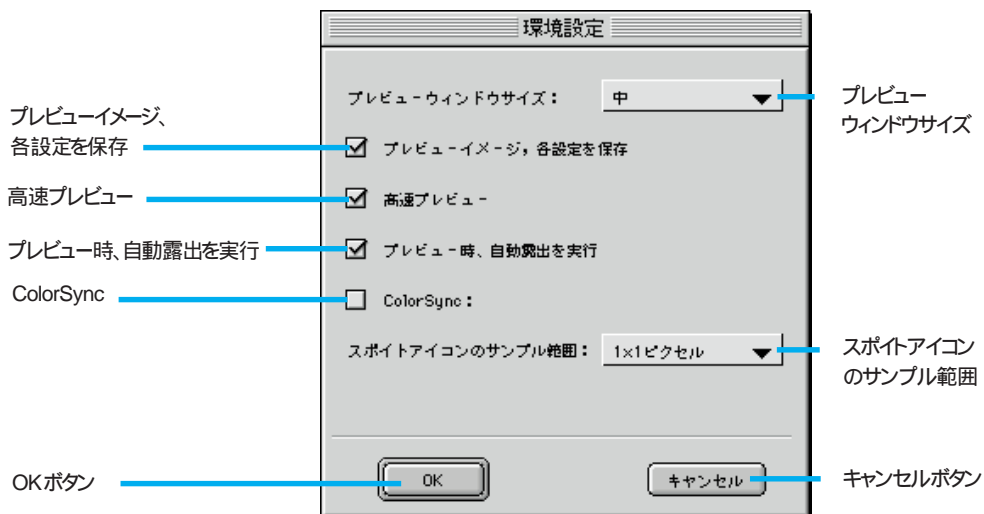 環境設定
プレビューウィンドウサイズ： 中
プレビュー
ウィンドウサイズ
プレビューイメージ、
各設定を保存
プレビューイメージ，各設定を保存
高速プレビュー
高速プレビュー
プレビュー時、自動露出を実行
プレビュー時、自動露出を実行
ColorSync
ColorSync：
スポイトアイコンのサンプル範囲： 1×1ピクセル
スポイトアイコン
のサンプル範囲
OKボタン
OK
キャンセル
キャンセルボタン